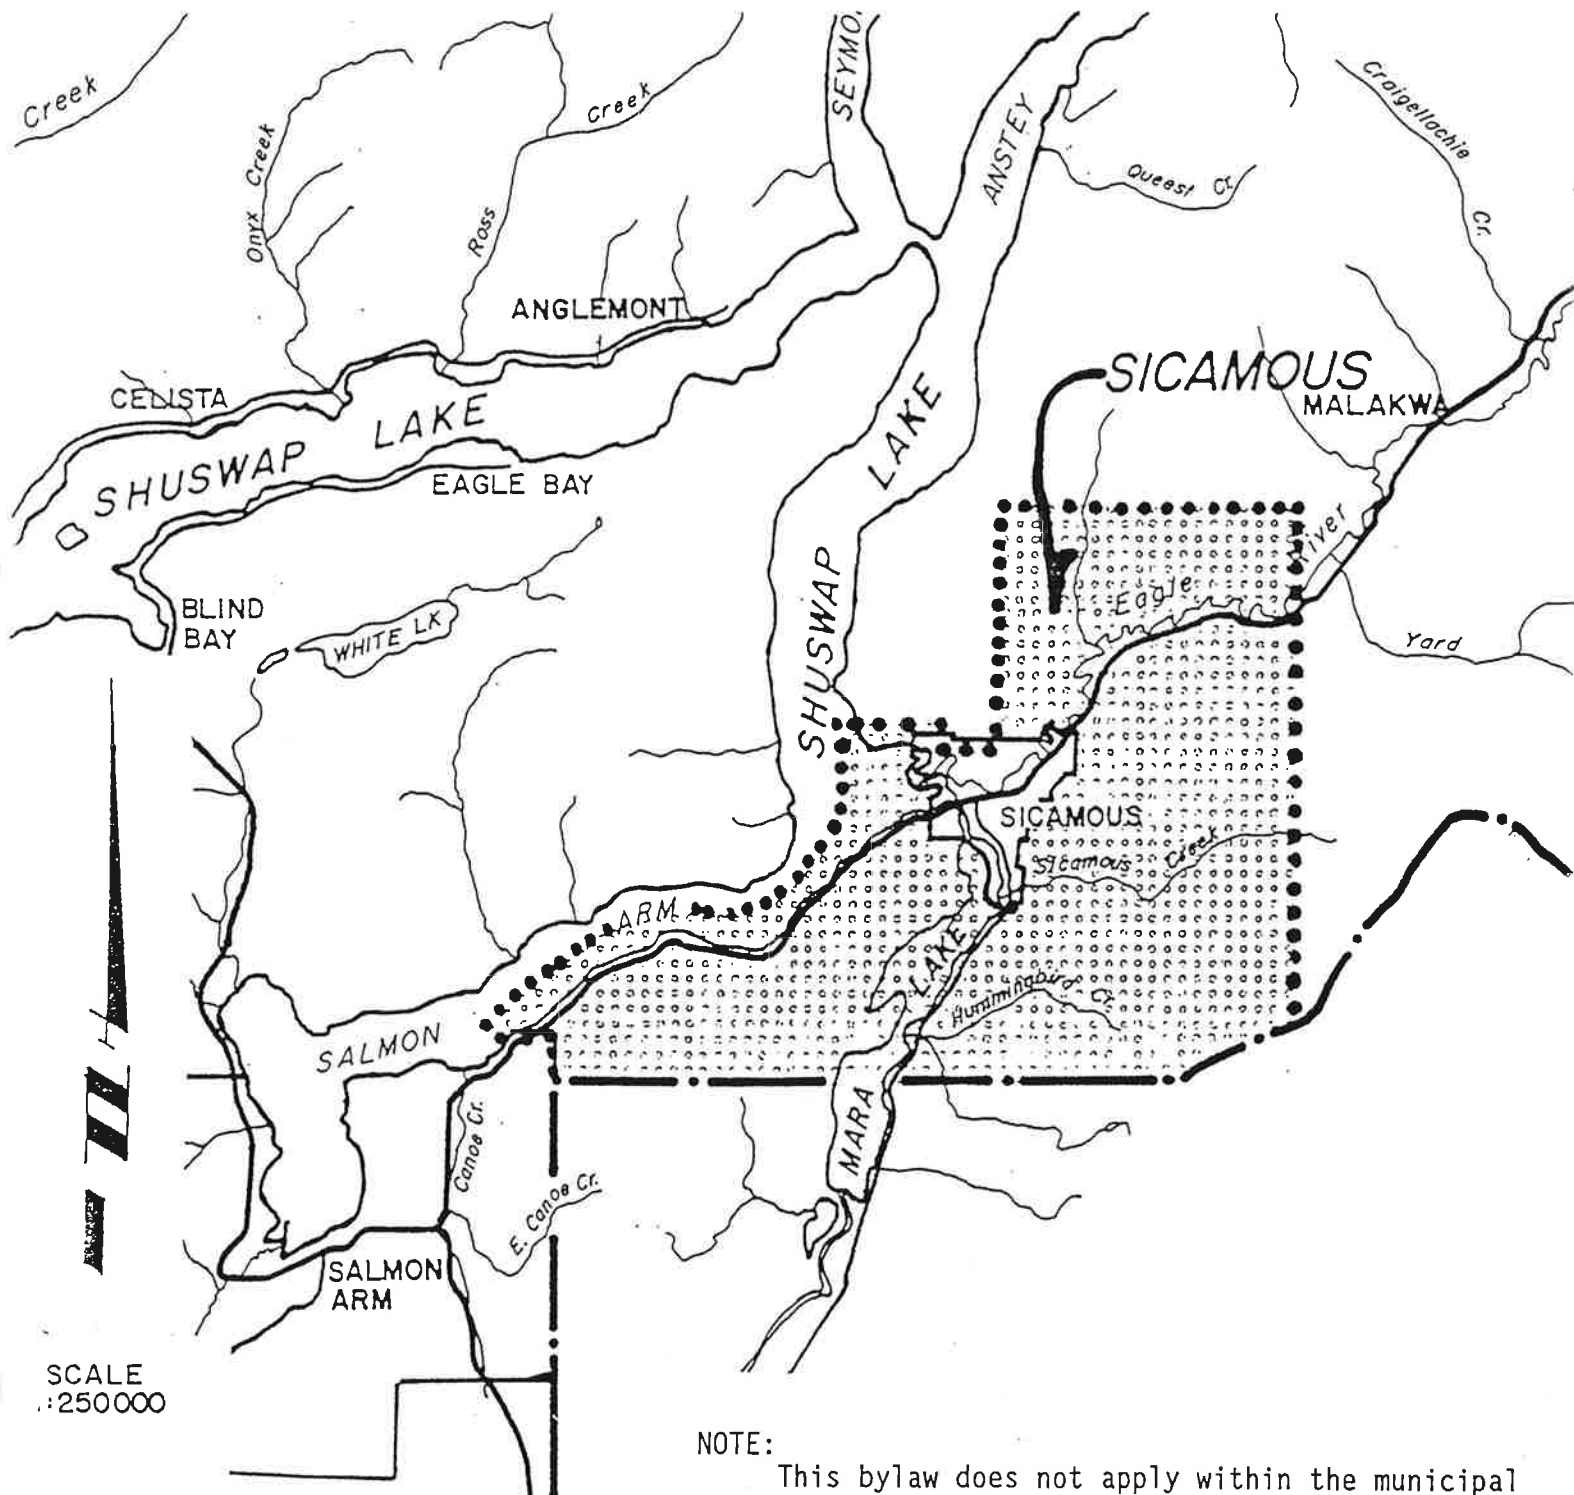 SEYMO
Creek
Creek
Craigellachie
Cr.
Onyx Creek
ANSTEY
Queest Cr.
Ross
ANGLEMONT
SICAMOUS
MALAKWA
CELISTA
SHUSWAP LAKE
LAKE
EAGLE BAY
River
SHUSWAP
Eagle
BLIND
BAY
WHITE LK
Yard
SICAMOUS
Sicamous Creek
ARM
LAKE
Hummingbird Cr.
SALMON
MARA
Canoe Cr.
E. Canoe Cr.
SALMON
ARM
SCALE
:250000
NOTE:
This bylaw does not apply within the municipal